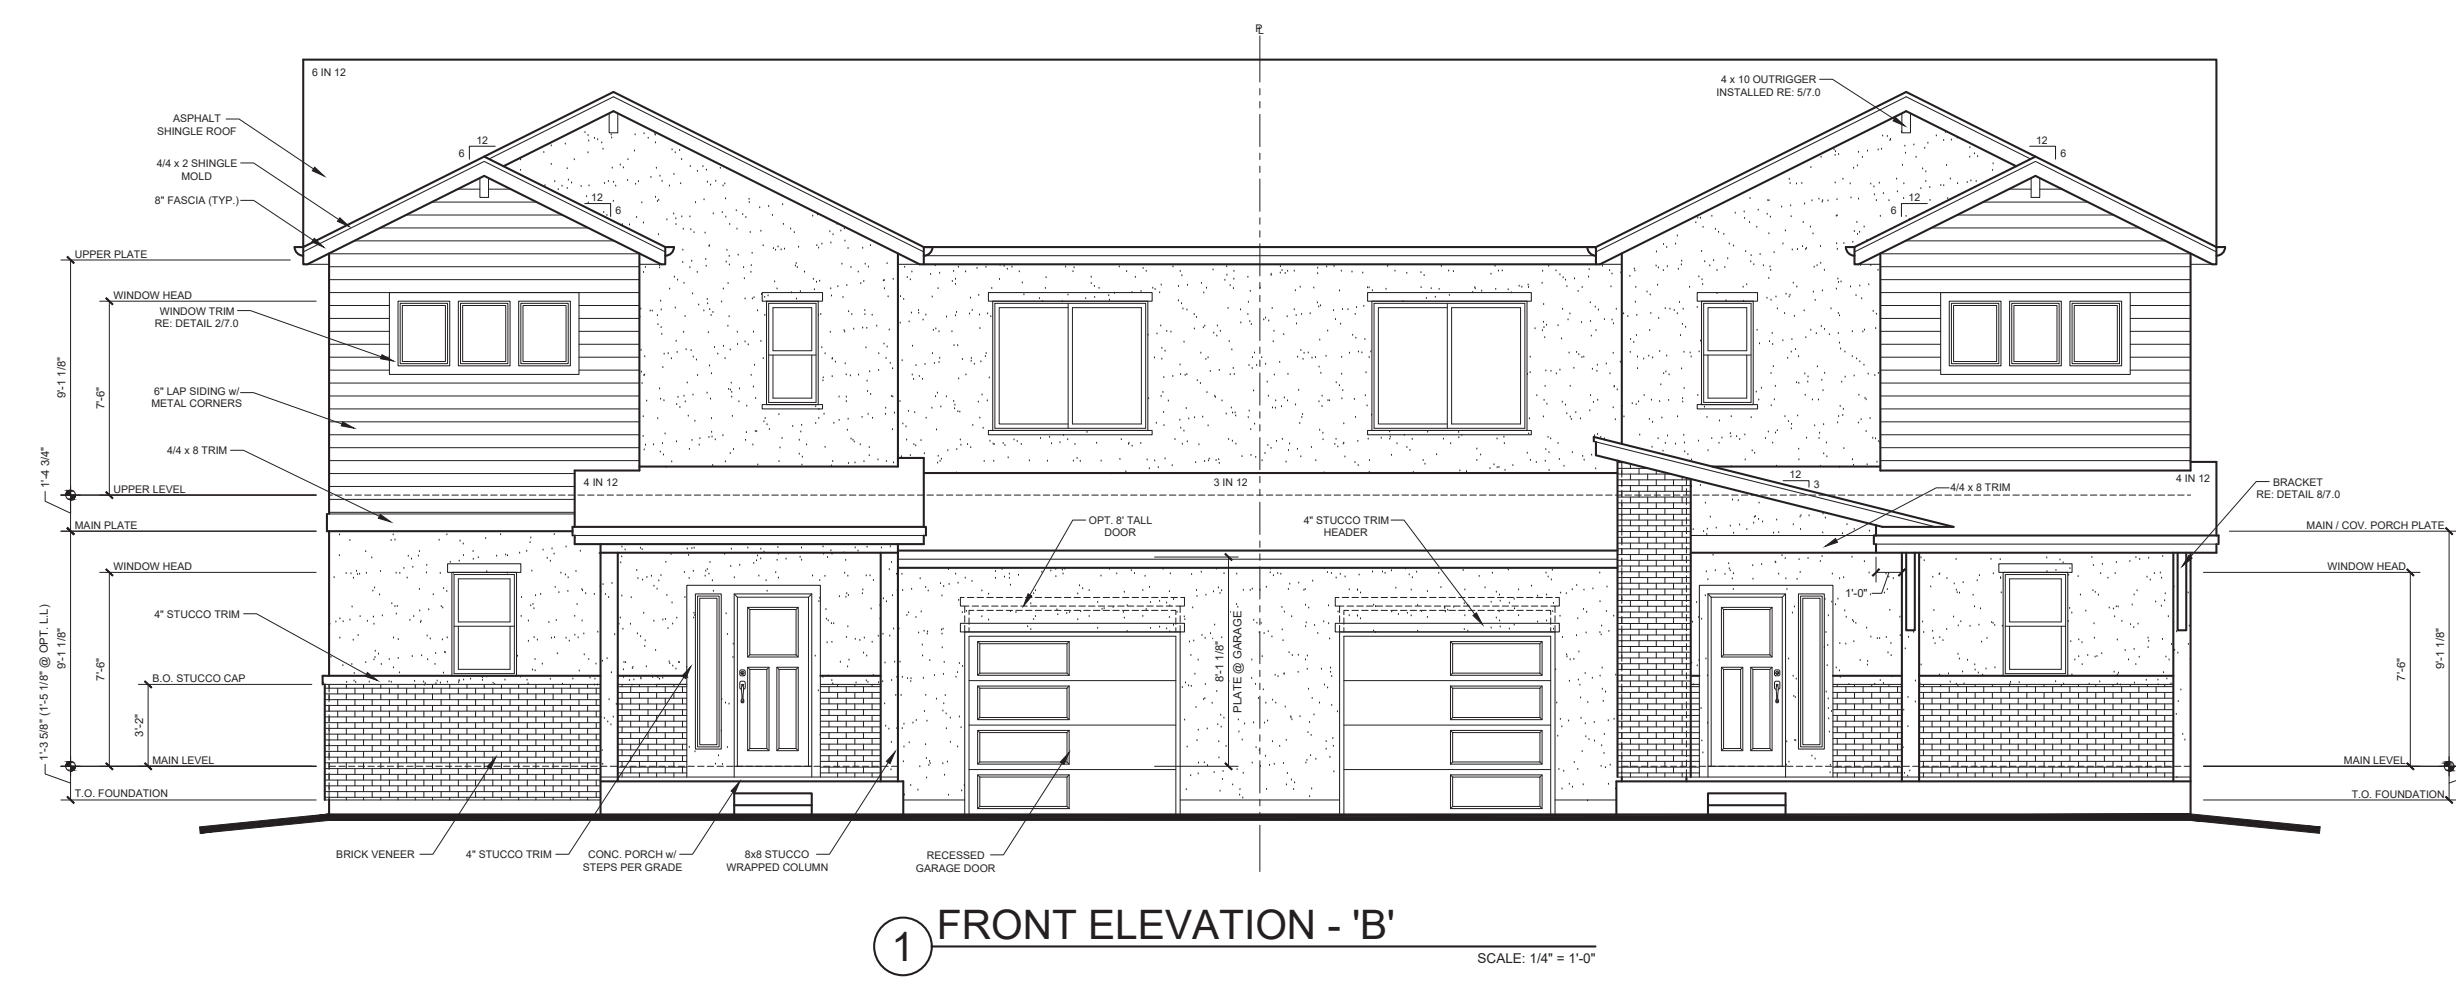 PL
6 IN 12
ASPHALT
SHINGLE ROOF
4/4 x 2 SHINGLE
MOLD
8" FASCIA (TYP.)
12
6
12
6
4 x 10 OUTRIGGER
INSTALLED RE: 5/7.0
12
6
12
6
UPPER PLATE
WINDOW HEAD
WINDOW TRIM
RE: DETAIL 2/7.0
9'-1 1/8"
7'-6"
6" LAP SIDING w/
METAL CORNERS
4/4 x 8 TRIM
1'-4 3/4"
UPPER LEVEL
MAIN PLATE
WINDOW HEAD
4" STUCCO TRIM
B.O. STUCCO CAP
1'-3 5/8" (1'-5 1/8" @ OPT. L.L.)
9'-1 1/8"
7'-6"
3'-2"
MAIN LEVEL
T.O. FOUNDATION
4 IN 12
3 IN 12
OPT. 8' TALL
DOOR
4" STUCCO TRIM
HEADER
8'-1 1/8"
PLATE @ GARAGE
12
3
4/4 x 8 TRIM
4 IN 12
BRACKET
RE: DETAIL 8/7.0
1'-0"
MAIN / COV. PORCH PLATE
WINDOW HEAD
7'-6"
9'-1 1/8"
MAIN LEVEL
T.O. FOUNDATION
BRICK VENEER
4" STUCCO TRIM
CONC. PORCH w/
STEPS PER GRADE
8x8 STUCCO
WRAPPED COLUMN
RECESSED
GARAGE DOOR
1
FRONT ELEVATION - 'B'
SCALE: 1/4" = 1'-0"